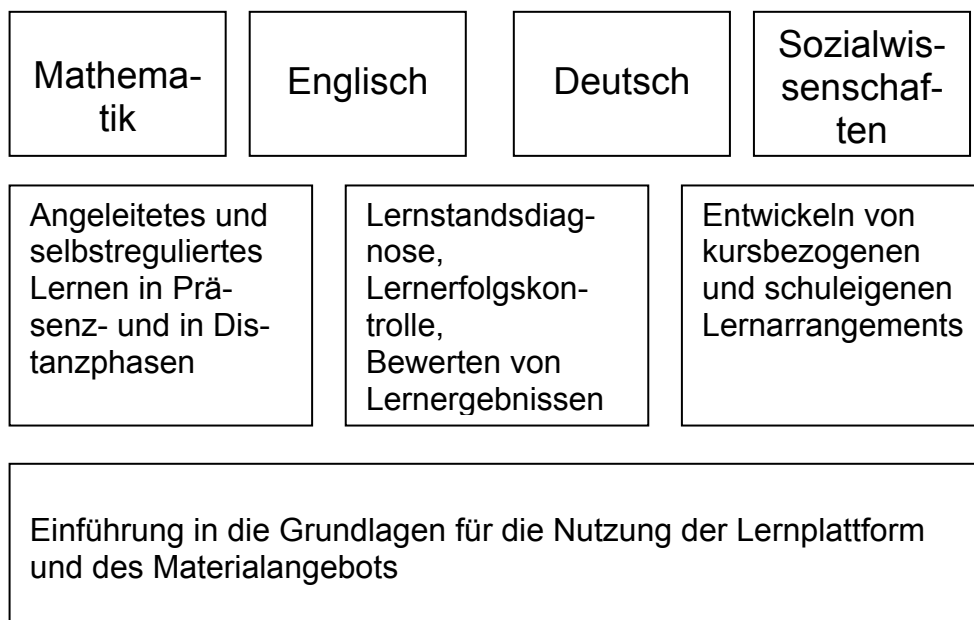 Mathema-
tik
Englisch
Deutsch
Sozialwis-
senschaf-
ten
Angeleitetes und
selbstreguliertes
Lernen in Prä-
senz- und in Dis-
tanzphasen
Lernstandsdiag-
nose,
Lernerfolgskon-
trolle,
Bewerten von
Lernergebnissen
Entwickeln von
kursbezogenen
und schuleigenen
Lernarrangements
Einführung in die Grundlagen für die Nutzung der Lernplattform
und des Materialangebots